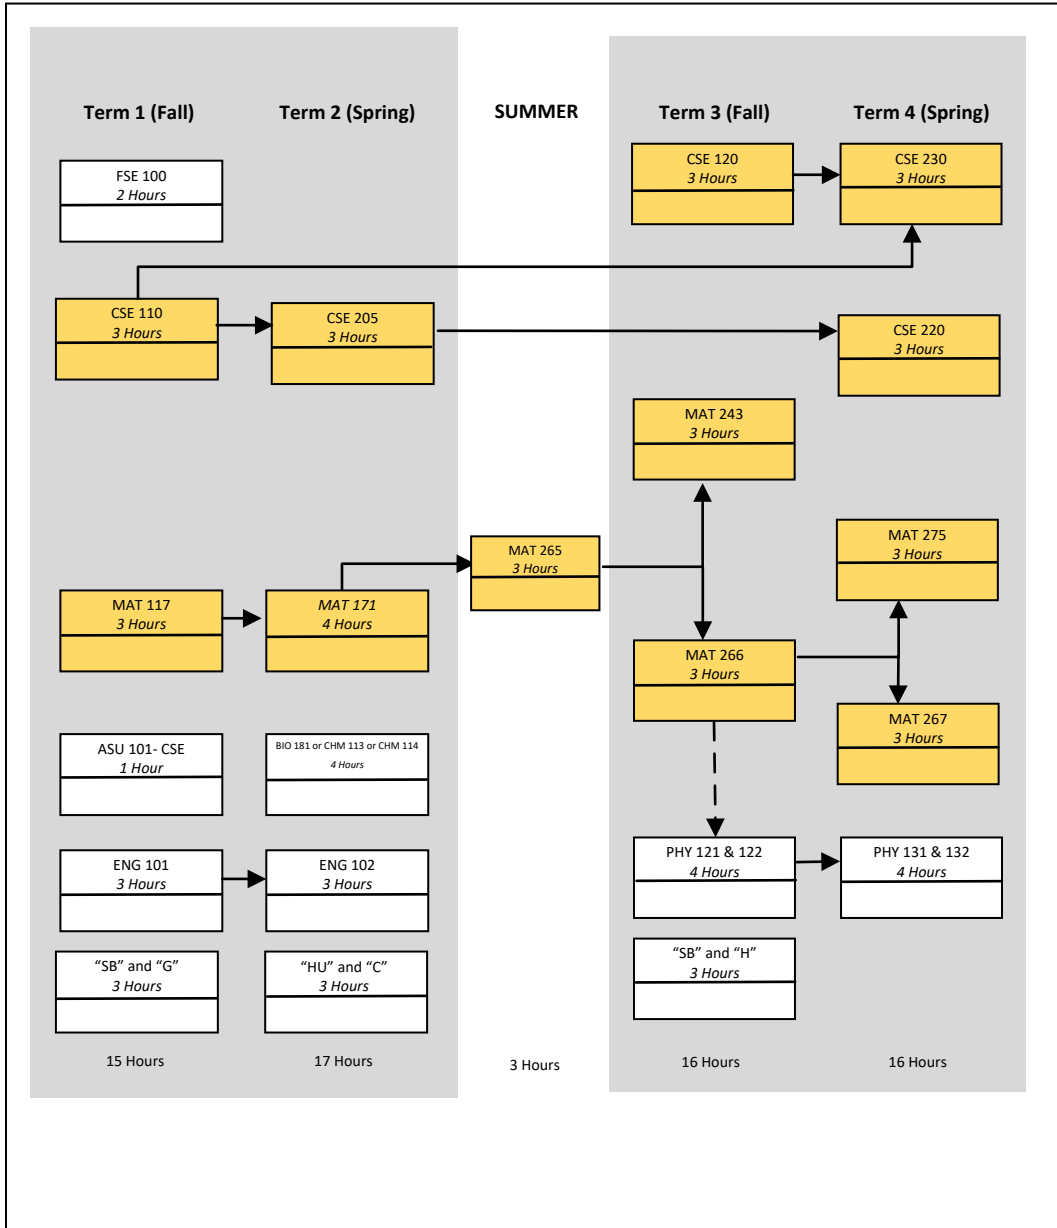 Term 1 (Fall)
Term 2 (Spring)
SUMMER
Term 3 (Fall)
Term 4 (Spring)
FSE 100
2 Hours
CSE 120
3 Hours
CSE 230
3 Hours
CSE 110
3 Hours
CSE 205
3 Hours
CSE 220
3 Hours
MAT 243
3 Hours
MAT 265
3 Hours
MAT 275
3 Hours
MAT 117
3 Hours
MAT 171
4 Hours
MAT 266
3 Hours
MAT 267
3 Hours
ASU 101- CSE
1 Hour
BIO 181 or CHM 113 or CHM 114
4 Hours
ENG 101
3 Hours
ENG 102
3 Hours
PHY 121 & 122
4 Hours
PHY 131 & 132
4 Hours
“SB” and “G”
3 Hours
“HU” and “C”
3 Hours
“SB” and “H”
3 Hours
15 Hours
17 Hours
3 Hours
16 Hours
16 Hours